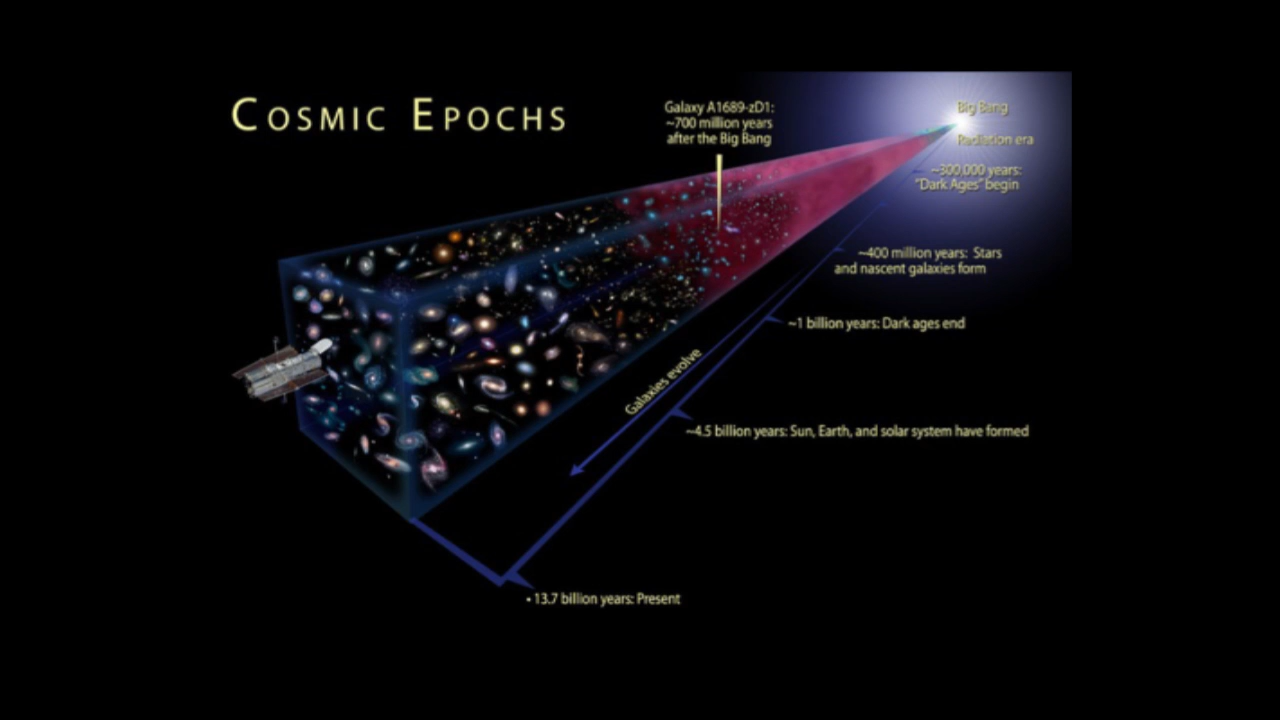 COSMIC EPOCHS
Galaxy A1689-zD1:
~700 million years
after the Big Bang
Big Bang
Radiation era
~300,000 years:
"Dark Ages" begin
~400 million years: Stars
and nascent galaxies form
~1 billion years: Dark ages end
Galaxies evolve
~4.5 billion years: Sun, Earth, and solar system have formed
• 13.7 billion years: Present